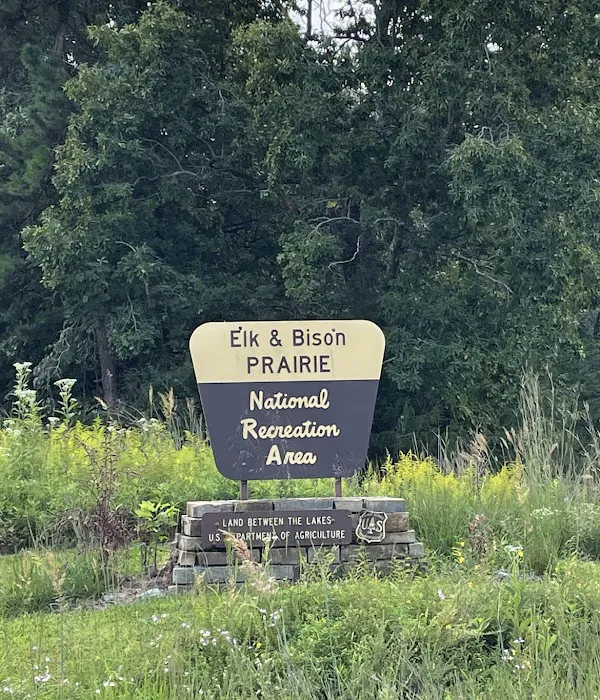 Elk & Bison
PRAIRIE
National
Recreation
Area
LAND BETWEEN THE LAKES
U.S. DEPARTMENT OF AGRICULTURE
U S